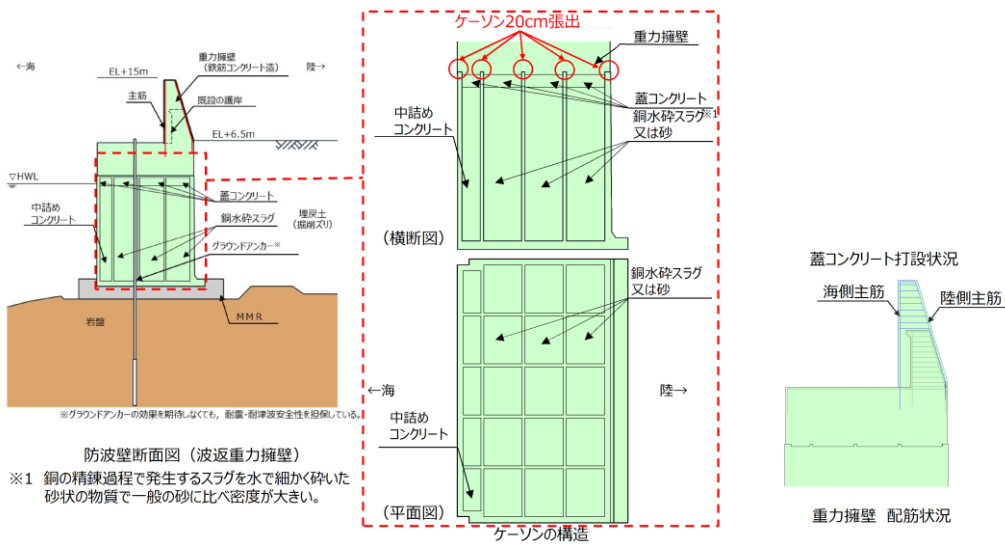 ←海
陸→
重力擁壁
(鉄筋コンクリート造)
EL+15m
主筋
既設の護岸
EL+6.5m
▽HWL
蓋コンクリート
中詰め
コンクリート
銅水砕スラグ
埋戻土
(掘削ズリ)
グラウンドアンカー※
MMR
岩盤
※グラウンドアンカーの効果を期待しなくても，耐震・耐津波安全性を担保している。
防波壁断面図（波返重力擁壁）
※1 銅の精錬過程で発生するスラグを水で細かく砕いた
砂状の物質で一般の砂に比べ密度が大きい。
ケーソン20cm張出
重力擁壁
蓋コンクリート
中詰め
コンクリート
銅水砕スラグ※1
又は砂
(横断図)
銅水砕スラグ
又は砂
←海
陸→
中詰め
コンクリート
(平面図)
ケーソンの構造
蓋コンクリート打設状況
海側主筋
陸側主筋
重力擁壁 配筋状況